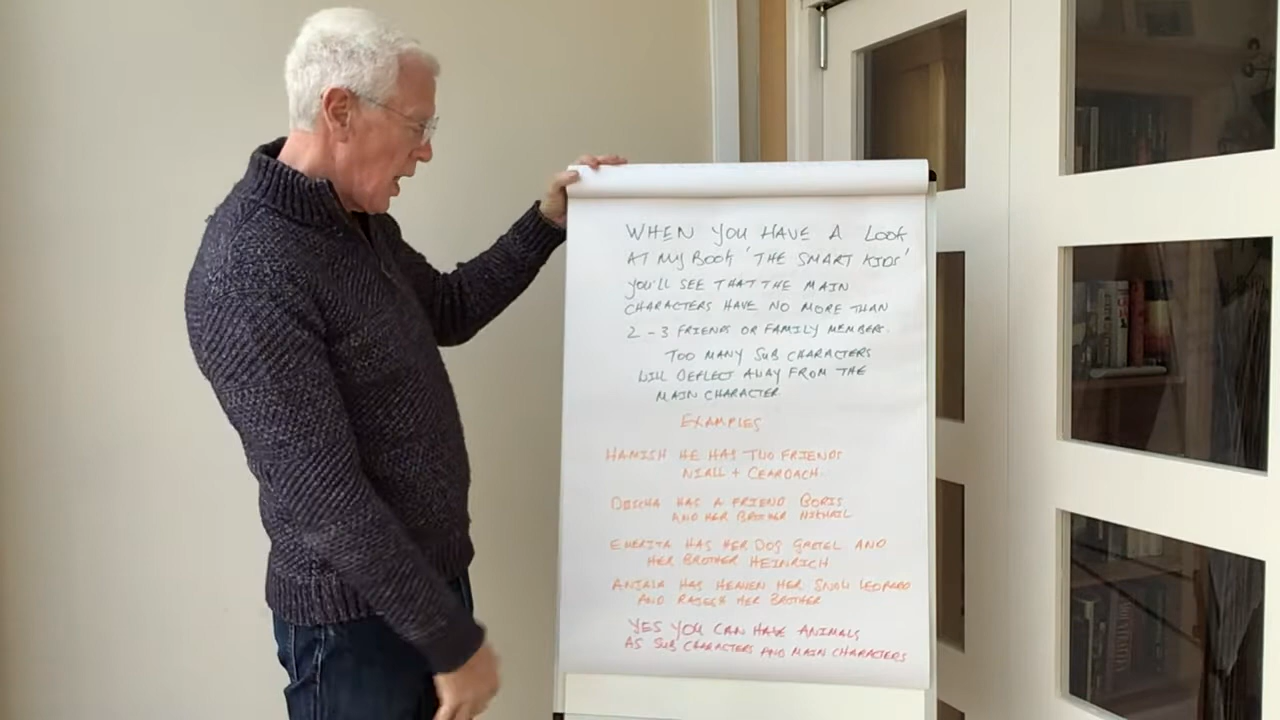 WHEN YOU HAVE A LOOK
AT MY BOOK 'THE SMART KIDS'
YOU'LL SEE THAT THE MAIN
CHARACTERS HAVE NO MORE THAN
2 - 3 FRIENDS OR FAMILY MEMBERS.
TOO MANY SUB CHARACTERS
WILL DEFLECT AWAY FROM THE
MAIN CHARACTER
EXAMPLES
HAMISH HE HAS TWO FRIENDS
NIALL + CEARDACH.
HAS A FRIEND BORIS
AND HER BROTHER
HAS HER DOG GRETEL AND
HER BROTHER HEINRICH
ANJALA HAS HEAVEN HER SNOW LEOPARD
AND RAJESH HER BROTHER
YES YOU CAN HAVE ANIMALS
AS SUB CHARACTERS AND MAIN CHARACTERS